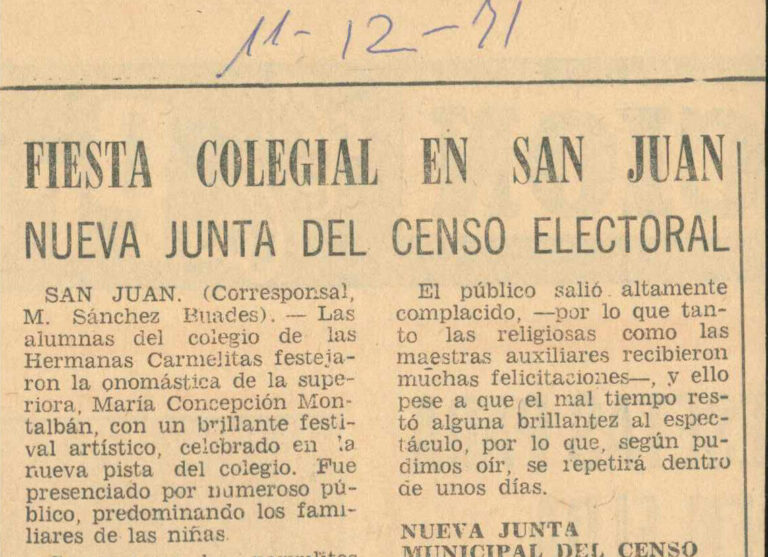 11-12-71
FIESTA COLEGIAL EN SAN JUAN
NUEVA JUNTA DEL CENSO ELECTORAL
SAN JUAN. (Corresponsal,
M. Sánchez Buades). — Las
alumnas del colegio de las
Hermanas Carmelitas festeja-
ron la onomástica de la supe-
riora, María Concepción Mon-
talbán, con un brillante festi-
val artístico, celebrado en la
nueva pista del colegio. Fue
presenciado por numeroso pú-
blico, predominando los fami-
liares de las niñas.
El público salió altamente
complacido, —por lo que tan-
to las religiosas como las
maestras auxiliares recibieron
muchas felicitaciones—, y ello
pese a que el mal tiempo res-
tó alguna brillantez al espec-
táculo, por lo que, según pu-
dimos oír, se repetirá dentro
de unos días.
NUEVA JUNTA
MUNICIPAL DEL CENSO